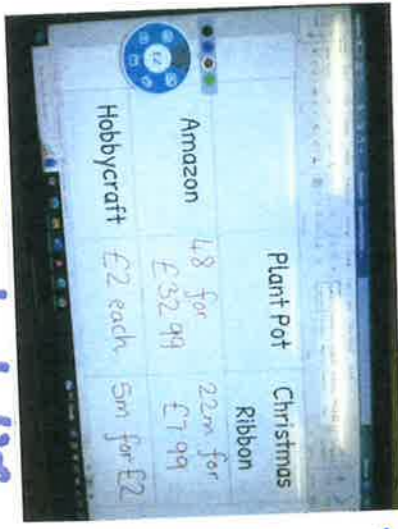 Plant Pot
Christmas
Ribbon
Amazon
48 for
£32 99
22m for
£7 99
Hobbycraft
£2 each
5m for £2